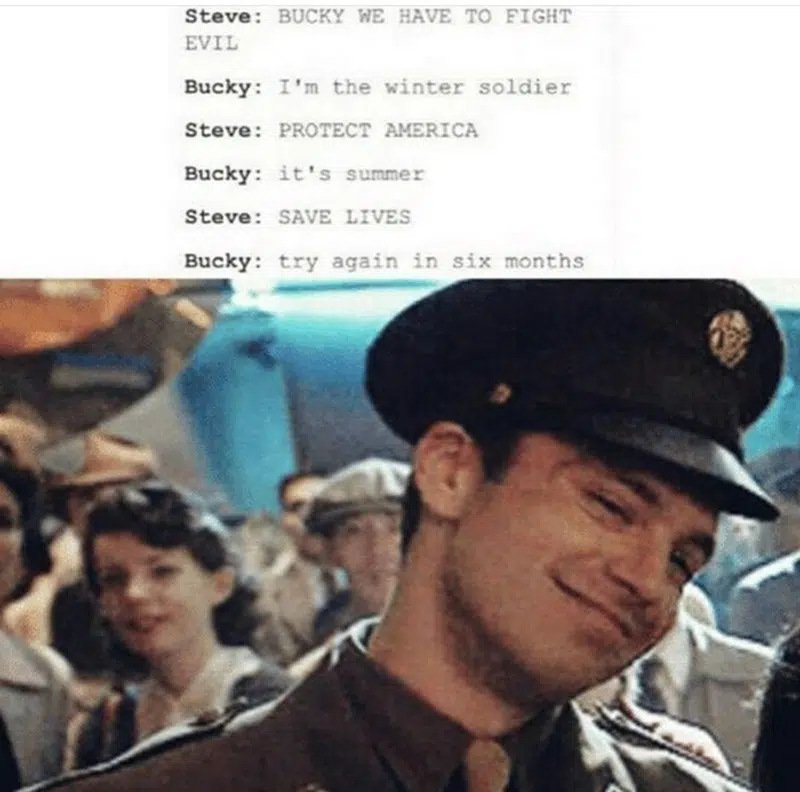 Steve: BUCKY WE HAVE TO FIGHT
EVIL
Bucky: I'm the winter soldier
Steve: PROTECT AMERICA
Bucky: it's summer
Steve: SAVE LIVES
Bucky: try again in six months